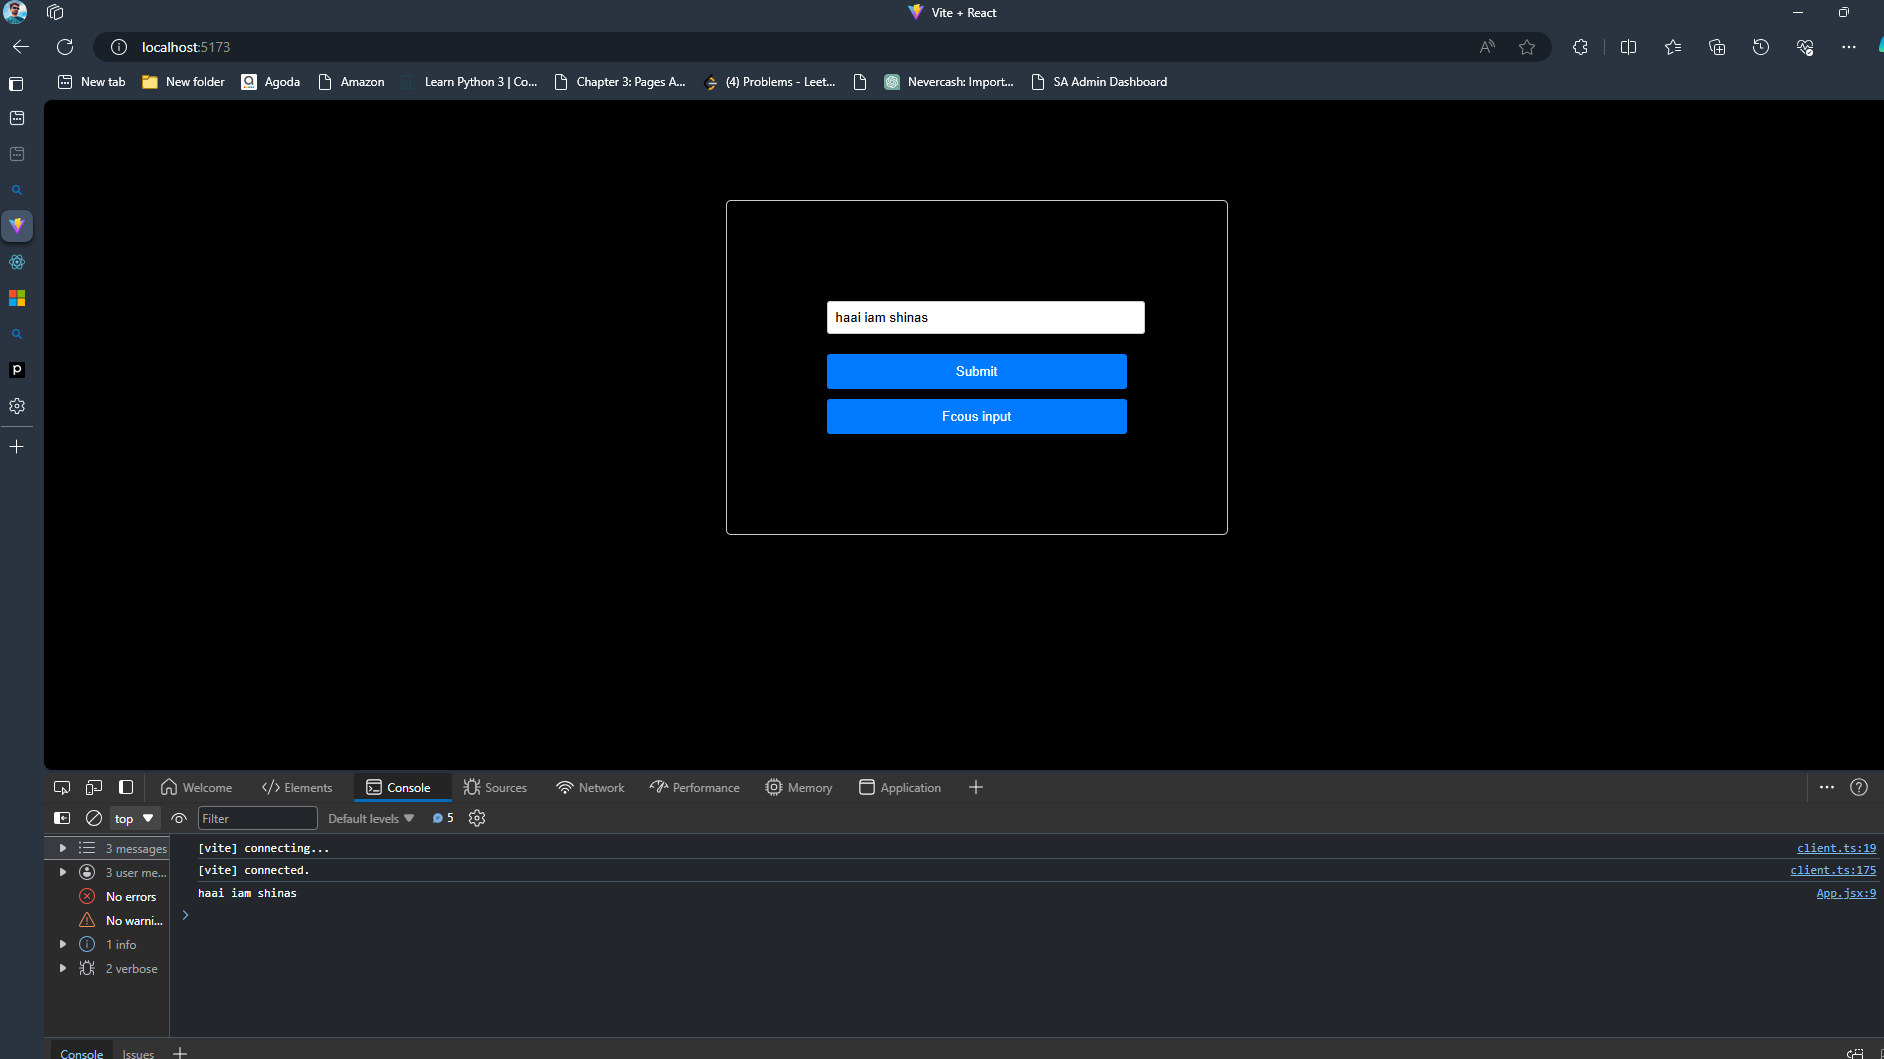 Vite + React
localhost:5173
New tab New folder Agoda Amazon Learn Python 3 | Co... Chapter 3: Pages A... (4) Problems - Leet... Nevercash: Import... SA Admin Dashboard
haai iam shinas
Submit
Fcous input
Welcome Elements Console Sources Network Performance Memory Application
top Filter Default levels 5
3 messages
3 user me...
No errors
No warni...
1 info
2 verbose
[vite] connecting... client.ts:19
[vite] connected. client.ts:175
haai iam shinas App.jsx:9
Console Issues